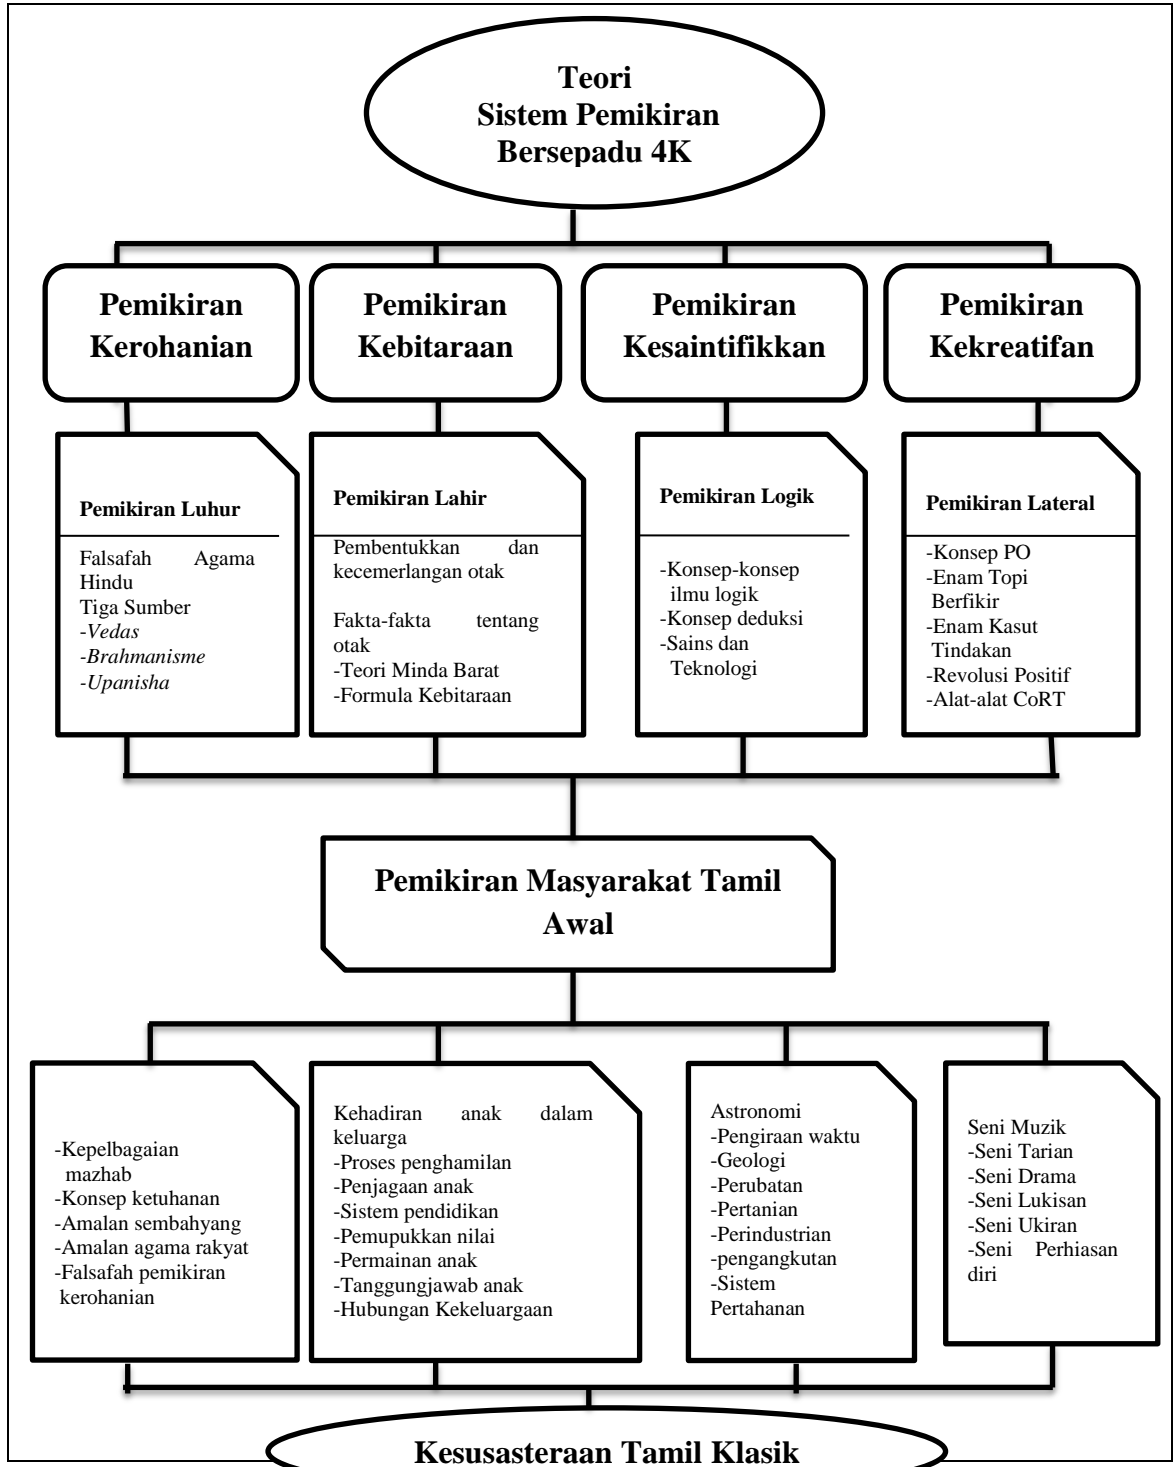 Teori
Sistem Pemikiran
Bersepadu 4K
Pemikiran
Kerohanian
Pemikiran
Kebitaraan
Pemikiran
Kesaintifikkan
Pemikiran
Kekreatifan
Pemikiran Luhur
Falsafah Agama
Hindu
Tiga Sumber
-Vedas
-Brahmanisme
-Upanisha
Pemikiran Lahir
Pembentukkan dan
kecemerlangan otak
Fakta-fakta tentang
otak
-Teori Minda Barat
-Formula Kebitaraan
Pemikiran Logik
-Konsep-konsep
ilmu logik
-Konsep deduksi
-Sains dan
Teknologi
Pemikiran Lateral
-Konsep PO
-Enam Topi
Berfikir
-Enam Kasut
Tindakan
-Revolusi Positif
-Alat-alat CoRT
Pemikiran Masyarakat Tamil
Awal
-Kepelbagaian
mazhab
-Konsep ketuhanan
-Amalan sembahyang
-Amalan agama rakyat
-Falsafah pemikiran
kerohanian
Kehadiran anak dalam
keluarga
-Proses penghamilan
-Penjagaan anak
-Sistem pendidikan
-Pemupukkan nilai
-Permainan anak
-Tanggungjawab anak
-Hubungan Kekeluargaan
Astronomi
-Pengiraan waktu
-Geologi
-Perubatan
-Pertanian
-Perindustrian
-pengangkutan
-Sistem
Pertahanan
Seni Muzik
-Seni Tarian
-Seni Drama
-Seni Lukisan
-Seni Ukiran
-Seni Perhiasan
diri
Kesusasteraan Tamil Klasik